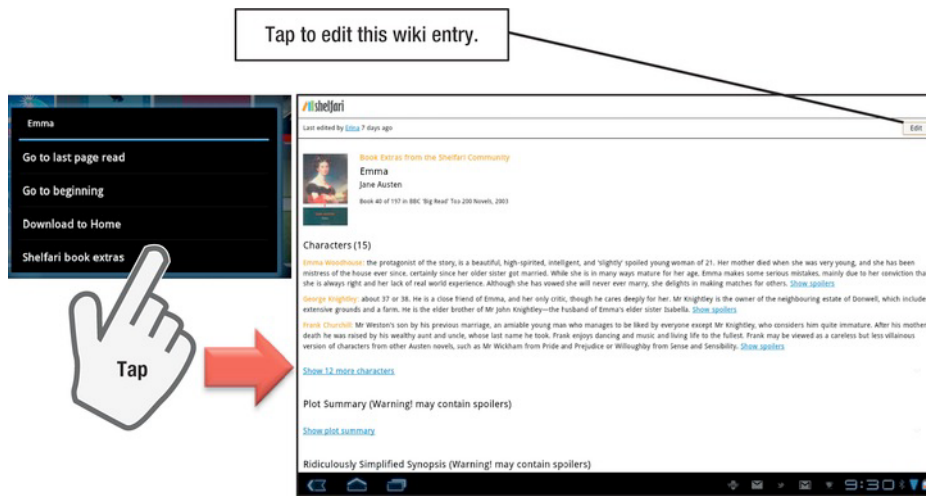 Tap to edit this wiki entry.
Emma
Go to last page read
Go to beginning
Download to Home
Shelfari book extras
Tap
shelfari
Last edited by Erina 7 days ago
Edit
Book Extras from the Shelfari Community
Emma
Jane Austen
Book 40 of 197 in BBC 'Big Read' Top 200 Novels, 2003
Characters (15)
Emma Woodhouse: the protagonist of the story, is a beautiful, high-spirited, intelligent, and 'slightly' spoiled young woman of 21. Her mother died when she was very young, and she has been
mistress of the house ever since, certainly since her older sister got married. While she is in many ways mature for her age, Emma makes some serious mistakes, mainly due to her conviction tha
she is always right and her lack of real world experience. Although she has vowed she will never ever marry, she delights in making matches for others. Show spoilers
George Knightley: about 37 or 38. He is a close friend of Emma, and her only critic, though he cares deeply for her. Mr Knightley is the owner of the neighbouring estate of Donwell, which include
extensive grounds and a farm. He is the elder brother of Mr John Knightley—the husband of Emma's elder sister Isabella. Show spoilers
Frank Churchill: Mr Weston's son by his previous marriage, an amiable young man who manages to be liked by everyone except Mr Knightley, who considers him quite immature. After his mother
death he was raised by his wealthy aunt and uncle, whose last name he took. Frank enjoys dancing and music and living life to the fullest. Frank may be viewed as a careless but less villainous
version of characters from other Austen novels, such as Mr Wickham from Pride and Prejudice or Willoughby from Sense and Sensibility. Show spoilers
Show 12 more characters
Plot Summary (Warning! may contain spoilers)
Show plot summary
Ridiculously Simplified Synopsis (Warning! may contain spoilers)
9:30